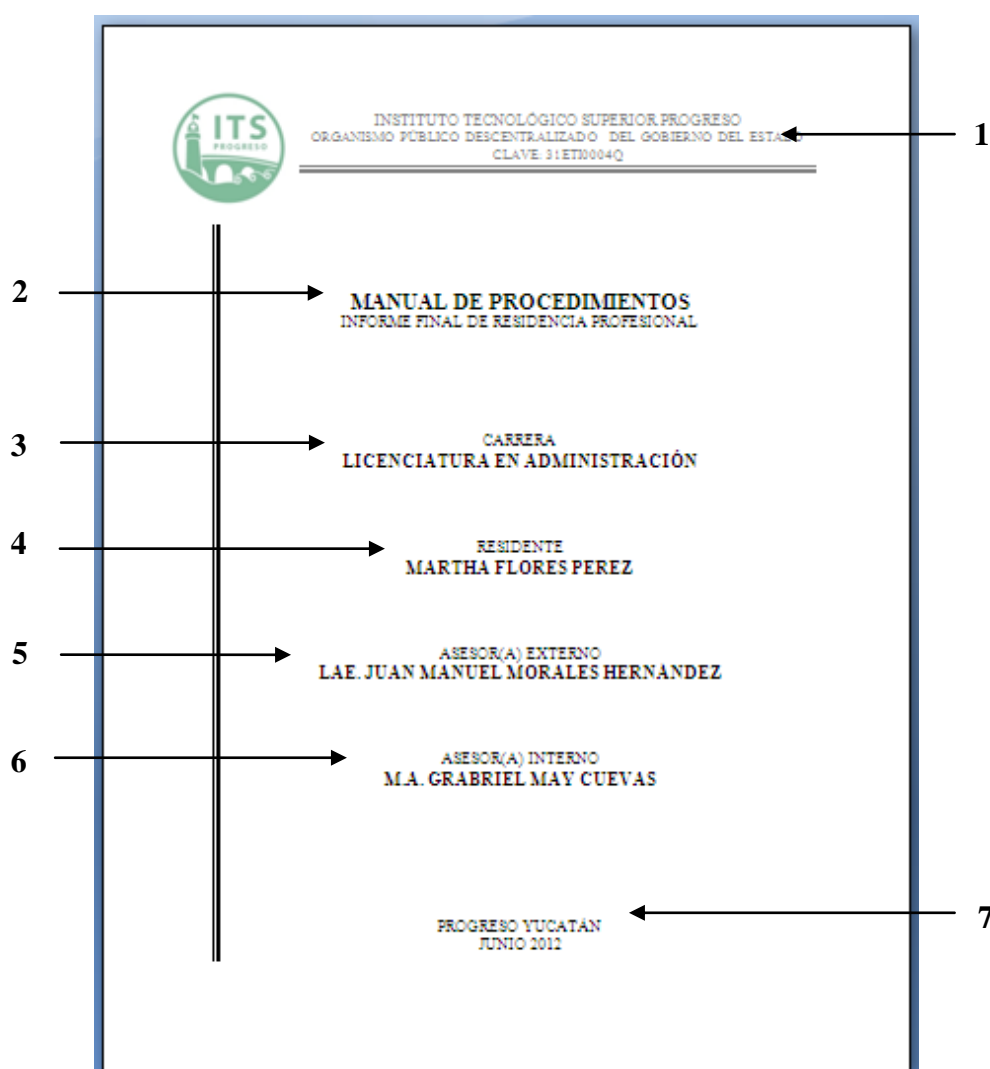 ITS
PROGRESO
INSTITUTO TECNOLÓGICO SUPERIOR PROGRESO
ORGANISMO PÚBLICO DESCENTRALIZADO DEL GOBIERNO DEL ESTADO
CLAVE: 31ETI0004Q
1
2
MANUAL DE PROCEDIMIENTOS
INFORME FINAL DE RESIDENCIA PROFESIONAL
3
CARRERA
LICENCIATURA EN ADMINISTRACIÓN
4
RESIDENTE
MARTHA FLORES PEREZ
5
ASESOR(A) EXTERNO
LAE. JUAN MANUEL MORALES HERNANDEZ
6
ASESOR(A) INTERNO
M.A. GRABRIEL MAY CUEVAS
7
PROGRESO YUCATÁN
JUNIO 2012